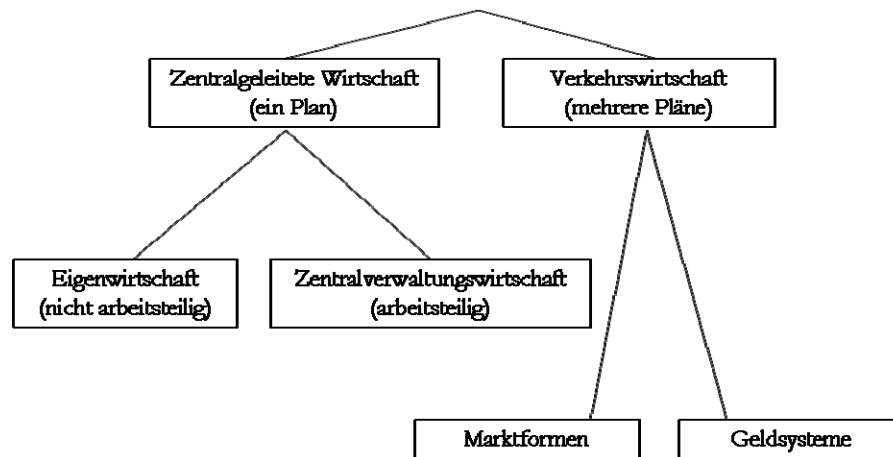 Zentralgeleitete Wirtschaft
(ein Plan)
Verkehrswirtschaft
(mehrere Pläne)
Eigenwirtschaft
(nicht arbeitsteilig)
Zentralverwaltungswirtschaft
(arbeitsteilig)
Marktformen
Geldsysteme